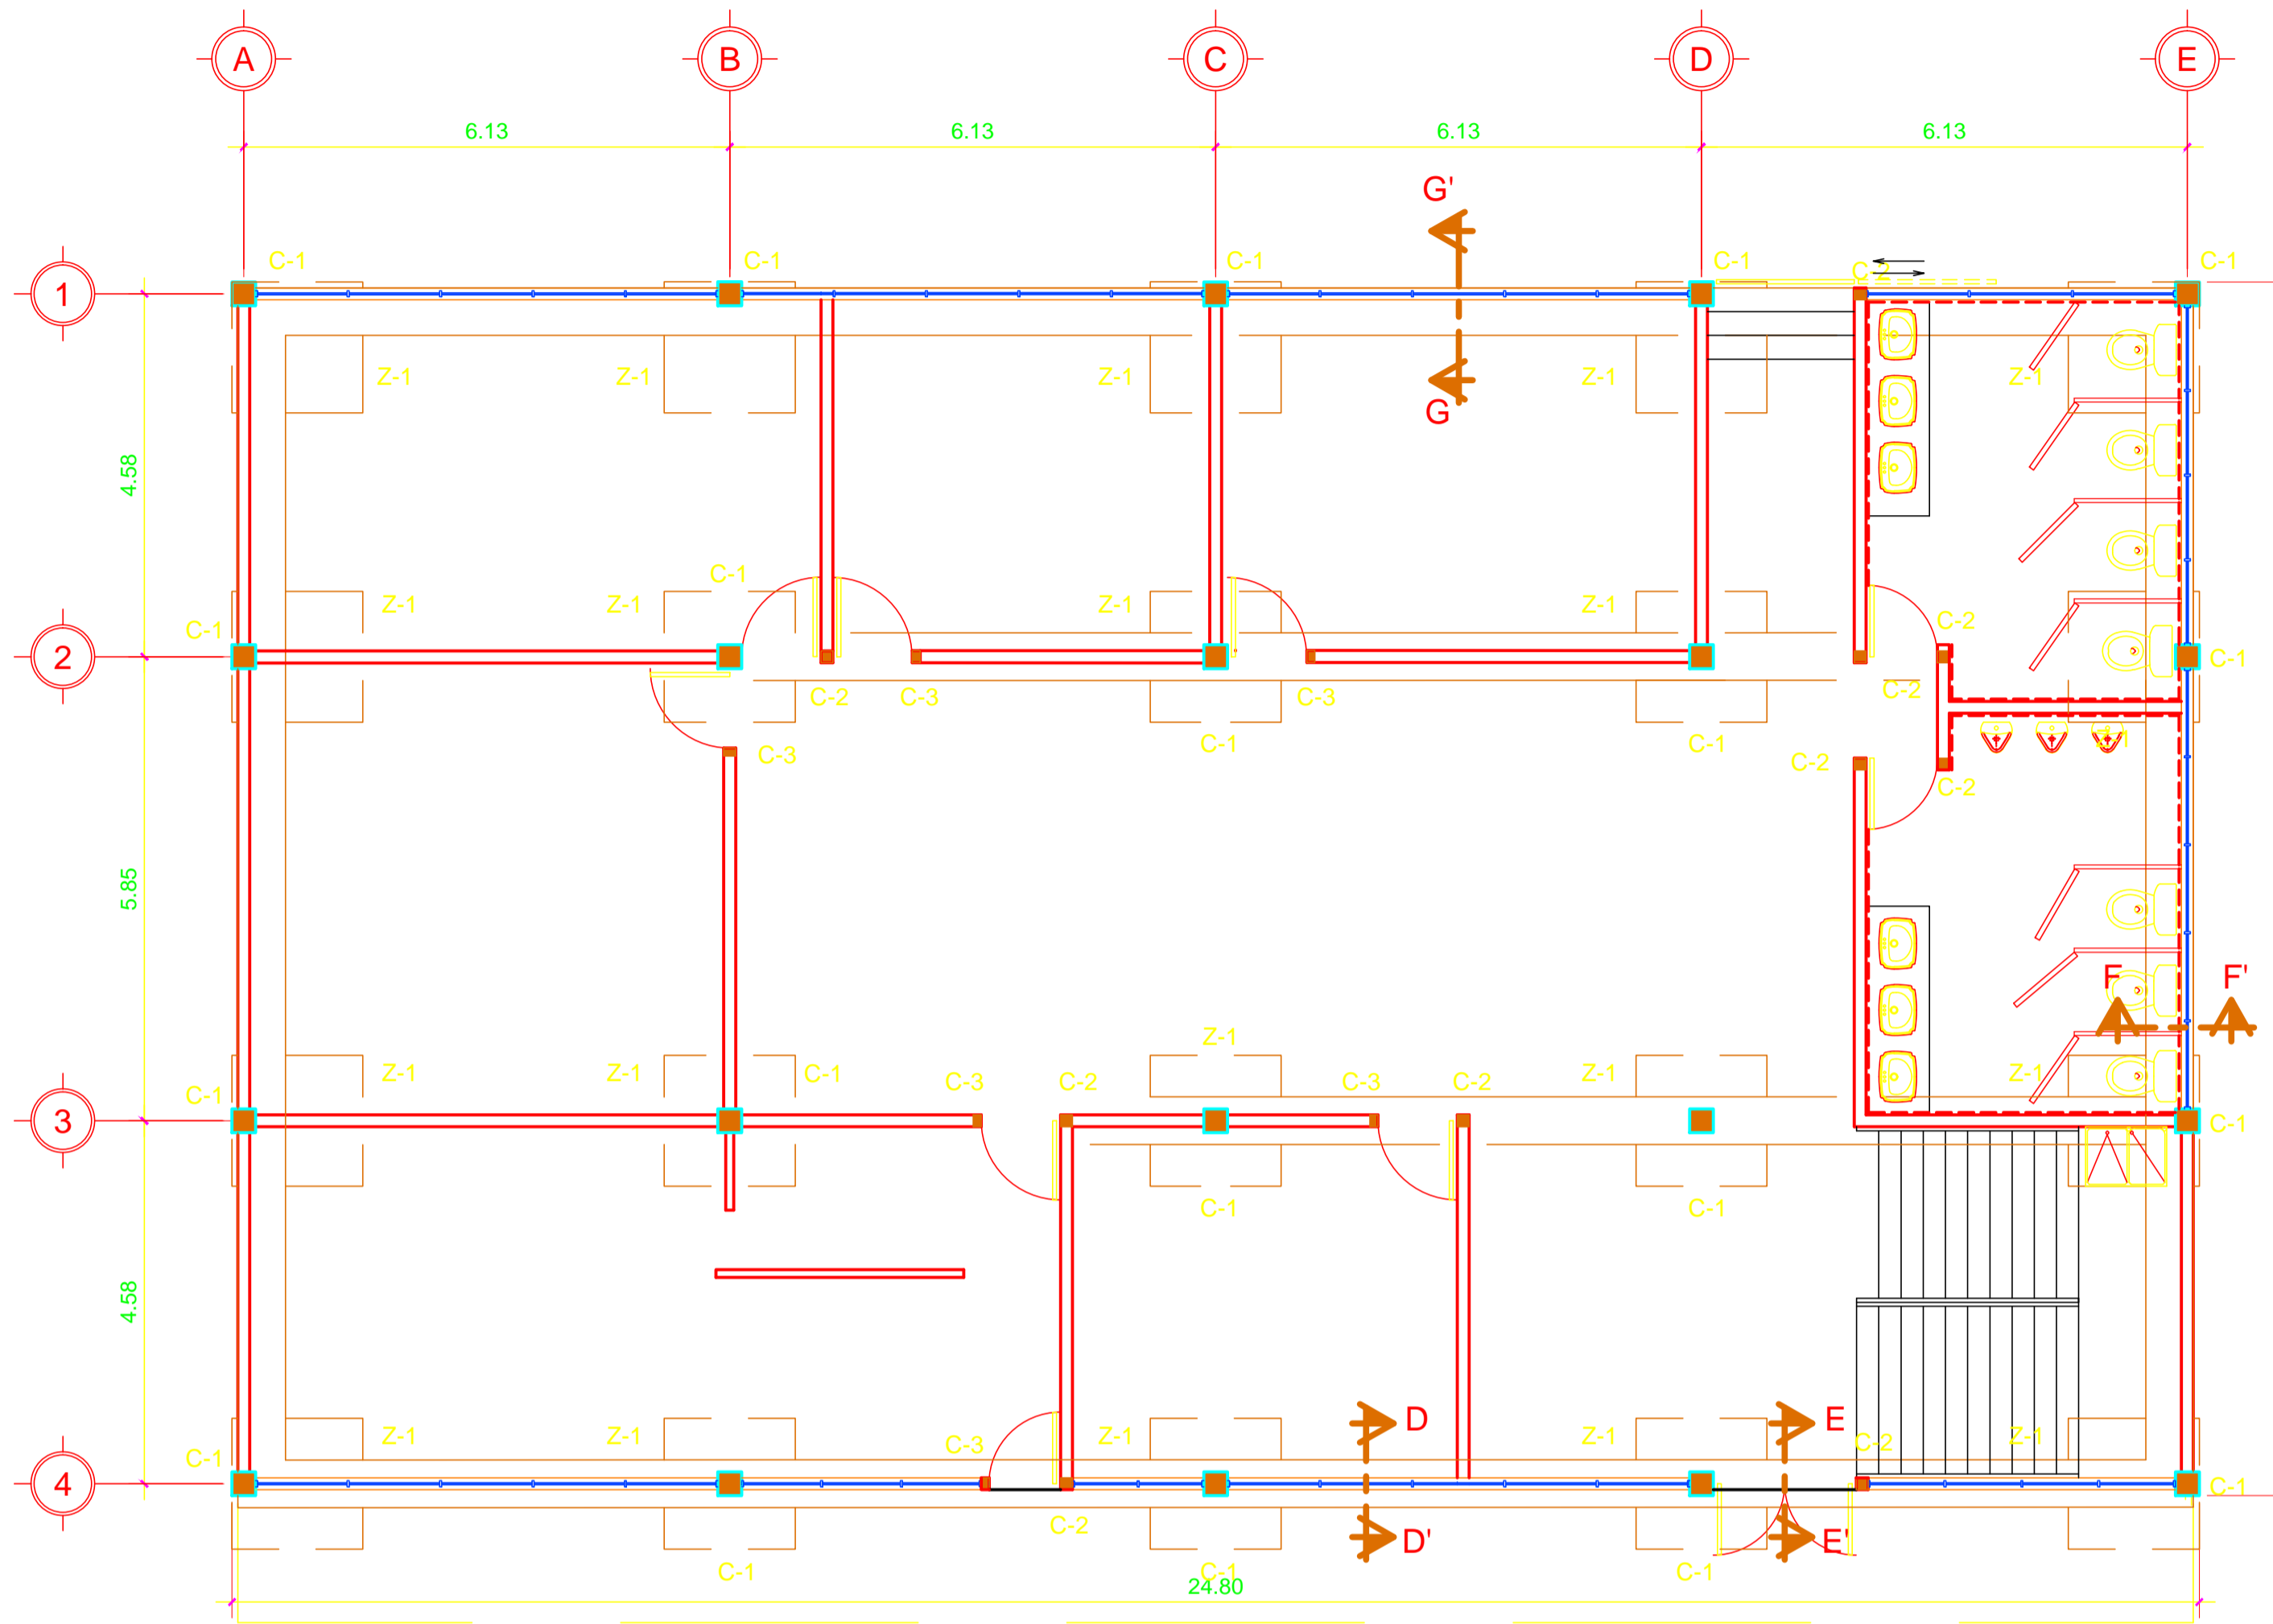 A B C D E
6.13 6.13 6.13 6.13
G'
C-1 C-1 C-1 C-1 C-2 C-1
1
Z-1 Z-1 Z-1 Z-1 Z-1
G
4.58
C-1
Z-1 Z-1 Z-1 Z-1
C-1 C-2
2 C-1
C-2 C-3 C-3 C-2
C-1 C-1 Z-1
C-3 C-2
C-2
5.85
F F'
Z-1
Z-1 Z-1 C-1 C-3 C-2 C-3 C-2 Z-1 Z-1
C-1
3 C-1
C-1 C-1
4.58
D E
Z-1 Z-1 C-3 Z-1 Z-1 C-2 Z-1
C-1
4 C-1
C-2 D' E'
C-1 C-1 C-1
24.80